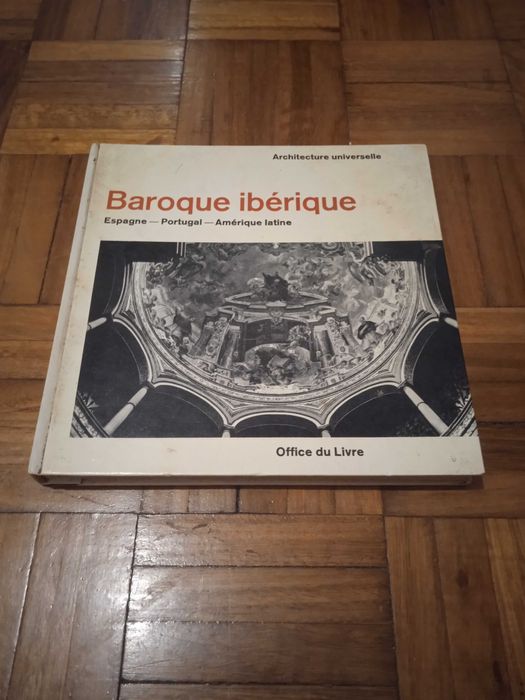 Architecture universelle
Baroque ibérique
Espagne — Portugal — Amérique latine
Office du Livre